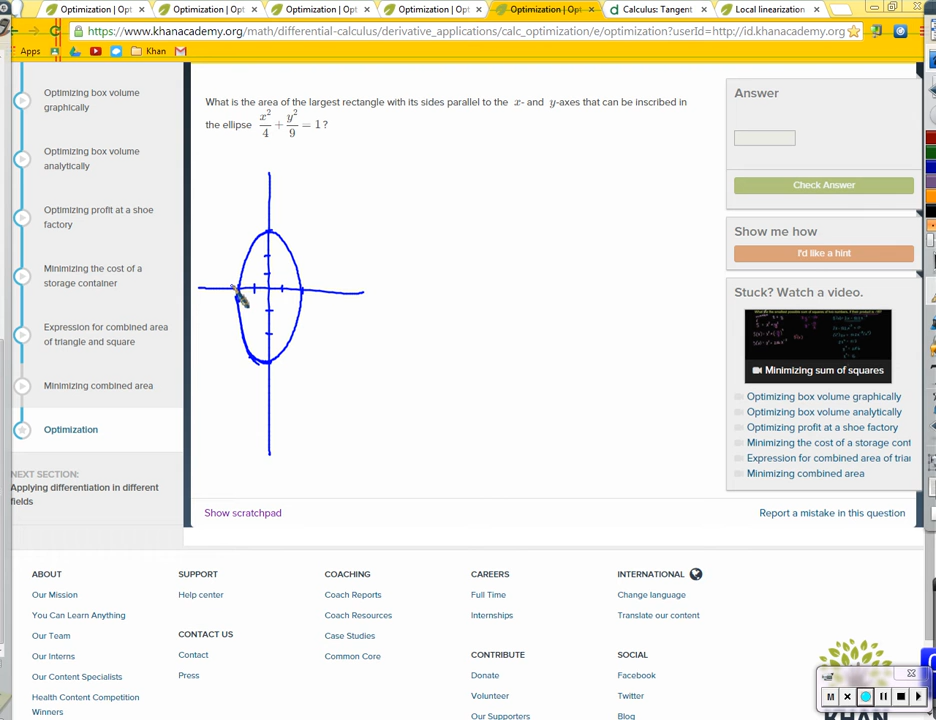 Optimization | Opt
Optimization | Opt
Optimization | Opt
Optimization | Opt
Optimization | Opt
Calculus: Tangent
Local linearization
https://www.khanacademy.org/math/differential-calculus/derivative_applications/calc_optimization/e/optimization?userId=http://id.khanacademy.org
Apps
Khan
Optimizing box volume
graphically
Optimizing box volume
analytically
Optimizing profit at a shoe
factory
Minimizing the cost of a
storage container
Expression for combined area
of triangle and square
Minimizing combined area
Optimization
NEXT SECTION:
Applying differentiation in different
fields
What is the area of the largest rectangle with its sides parallel to the x- and y-axes that can be inscribed in
the ellipse x²/4 + y²/9 = 1?
Show scratchpad
Report a mistake in this question
Answer
Check Answer
Show me how
I'd like a hint
Stuck? Watch a video.
Minimizing sum of squares
Optimizing box volume graphically
Optimizing box volume analytically
Optimizing profit at a shoe factory
Minimizing the cost of a storage cont
Expression for combined area of triar
Minimizing combined area
ABOUT
Our Mission
You Can Learn Anything
Our Team
Our Interns
Our Content Specialists
Health Content Competition
Winners
SUPPORT
Help center
CONTACT US
Contact
Press
COACHING
Coach Reports
Coach Resources
Case Studies
Common Core
CAREERS
Full Time
Internships
CONTRIBUTE
Donate
Volunteer
Our Supporters
INTERNATIONAL
Change language
Translate our content
SOCIAL
Facebook
Twitter
Blog
KHAN
M